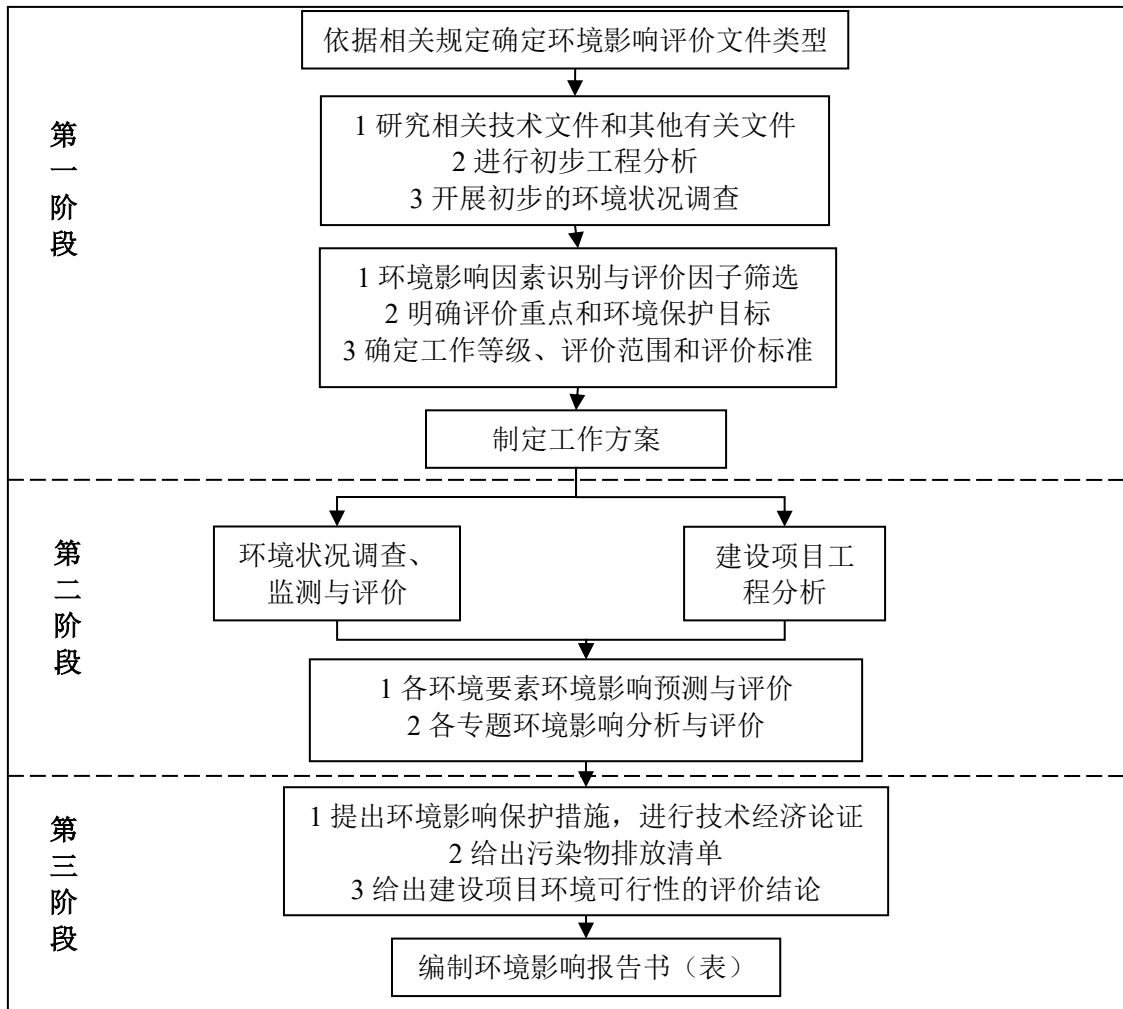 依据相关规定确定环境影响评价文件类型
第一阶段
1 研究相关技术文件和其他有关文件
2 进行初步工程分析
3 开展初步的环境状况调查
1 环境影响因素识别与评价因子筛选
2 明确评价重点和环境保护目标
3 确定工作等级、评价范围和评价标准
制定工作方案
第二阶段
环境状况调查、
监测与评价
建设项目工
程分析
1 各环境要素环境影响预测与评价
2 各专题环境影响分析与评价
第三阶段
1 提出环境影响保护措施，进行技术经济论证
2 给出污染物排放清单
3 给出建设项目环境可行性的评价结论
编制环境影响报告书（表）